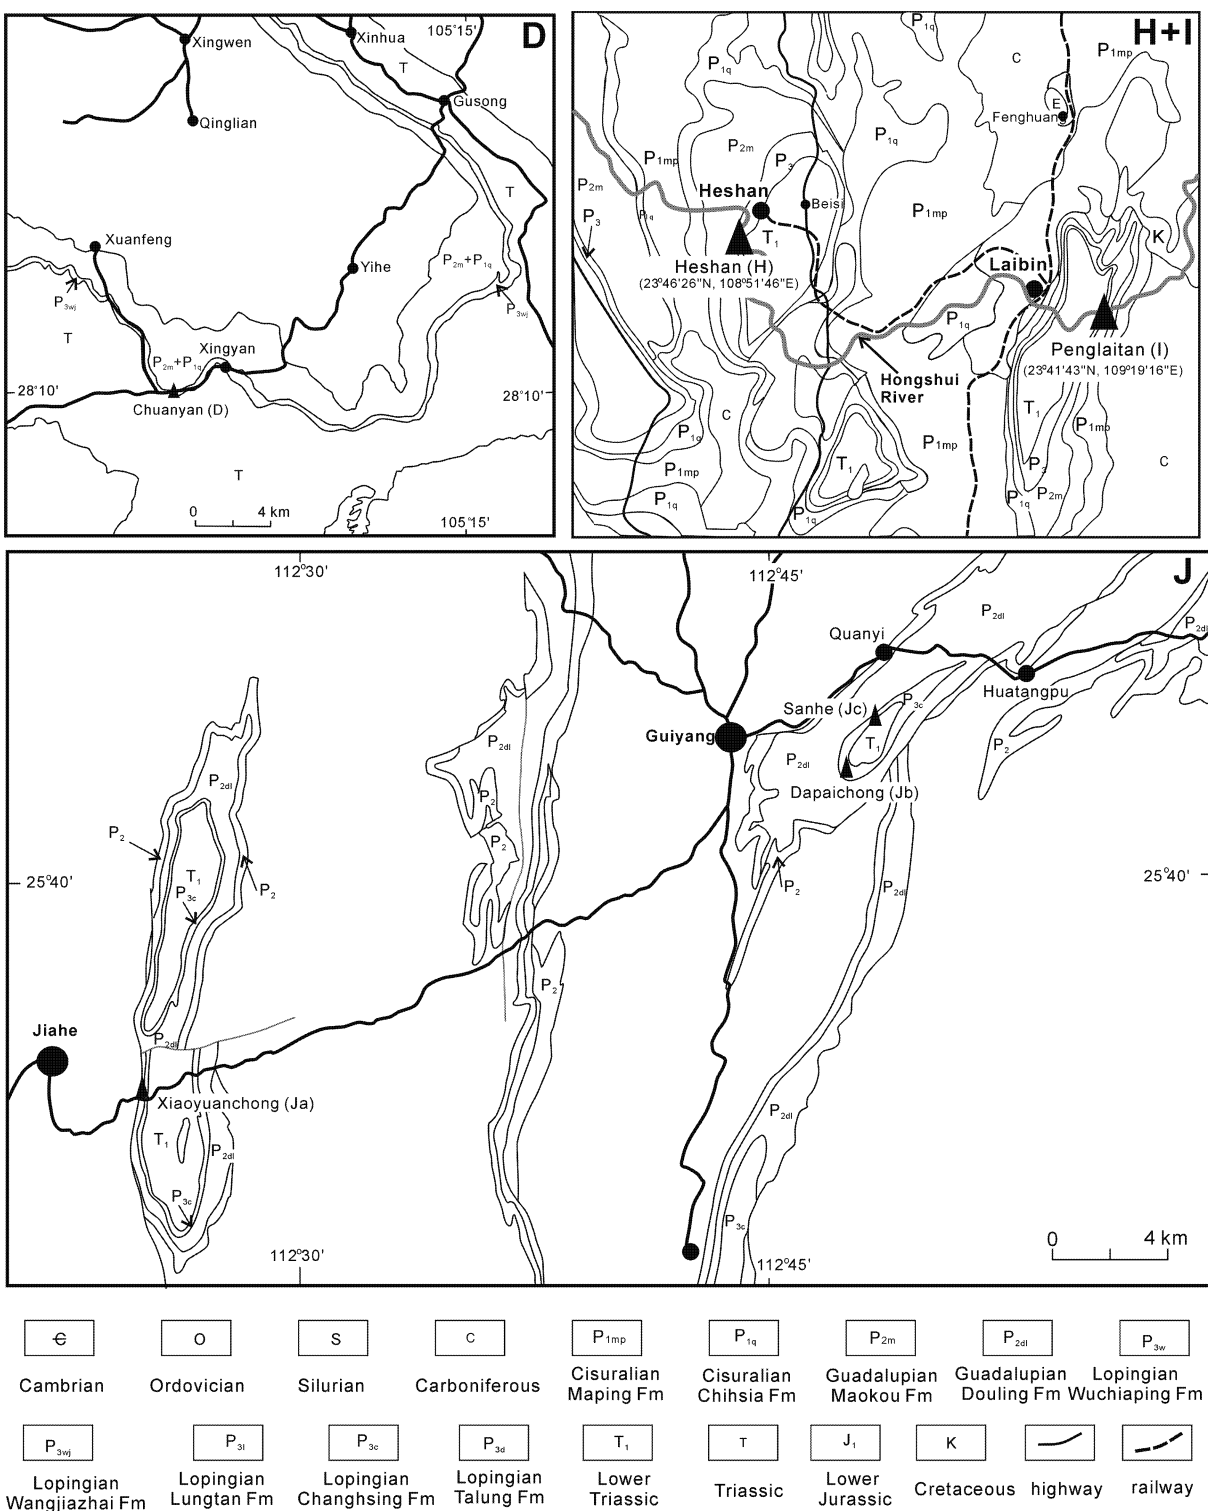 D
105°15'
Xingwen
Xinhua
T
Gusong
Qinglian
T
Xuanfeng
Yihe
P2m+P1q
P3wj
P3wj
T
Xingyan
P2m+P1q
28°10'
28°10'
Chuanyan (D)
T
0 4 km
105°15'
H+I
P1q
P1q
C
P1mp
E
Fenghuan
P1q
P2m
P1mp
P3
P2m
Heshan
Beisi
P1mp
P3
P1q
T1
K
Heshan (H)
(23°46'26"N, 108°51'46"E)
Laibin
P1q
Penglaitan (I)
(23°41'43"N, 109°19'16"E)
Hongshui
River
C
T1
P1mp
P1q
P1mp
T1
P1mp
P3
C
P1q
P1q
P1q
P2m
J
112°30'
112°45'
P2dl
P2dl
Quanyi
Huatangpu
Sanhe (Jc)
P3c
Guiyang
T1
P2
P2dl
P2dl
P2dl
Dapaichong (Jb)
P2
P2
P2
T1
P2
P2
P3c
P2dl
25°40'
25°40'
P2
Jiahe
P2dl
Xiaoyuanchong (Ja)
P2dl
T1
P2dl
P3c
P3c
112°30'
112°45'
0 4 km
Є O S C P1mp P1q P2m P2dl P3w
Cambrian Ordovician Silurian Carboniferous Cisuralian Maping Fm Cisuralian Chihsia Fm Guadalupian Maokou Fm Guadalupian Douling Fm Lopingian Wuchiaping Fm
P3wj P3l P3c P3d T1 T J1 K
Lopingian Wangjiazhai Fm Lopingian Lungtan Fm Lopingian Changhsing Fm Lopingian Talung Fm Lower Triassic Triassic Lower Jurassic Cretaceous highway railway